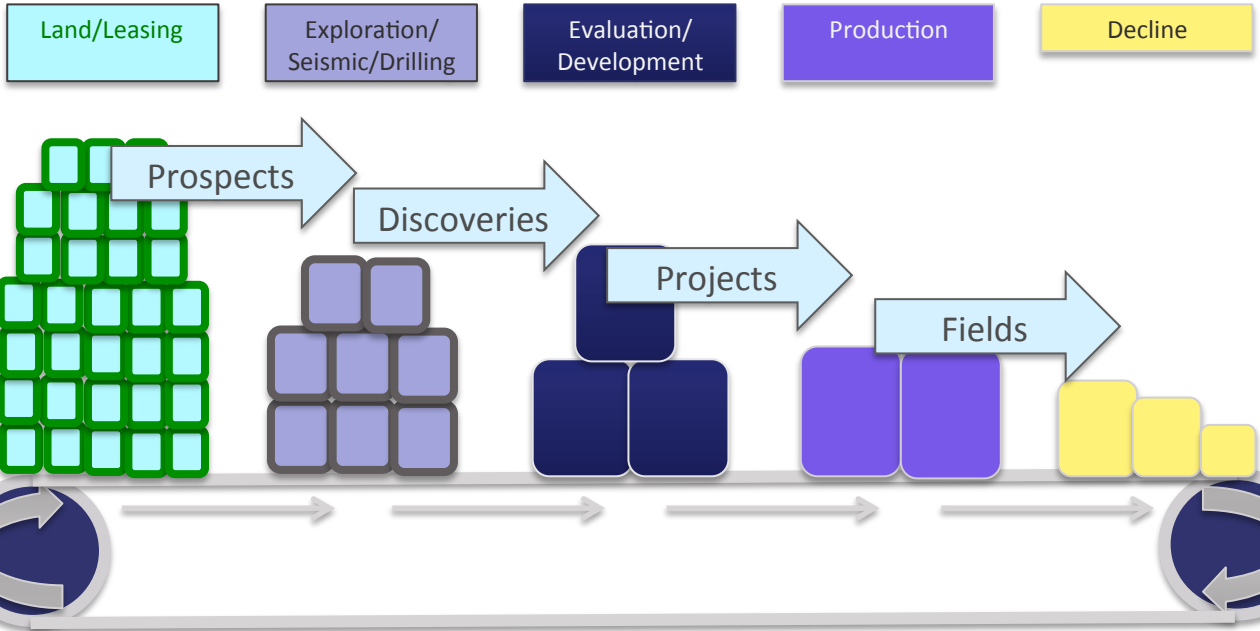 Land/Leasing
Exploration/
Seismic/Drilling
Evaluation/
Development
Production
Decline
Prospects
Discoveries
Projects
Fields